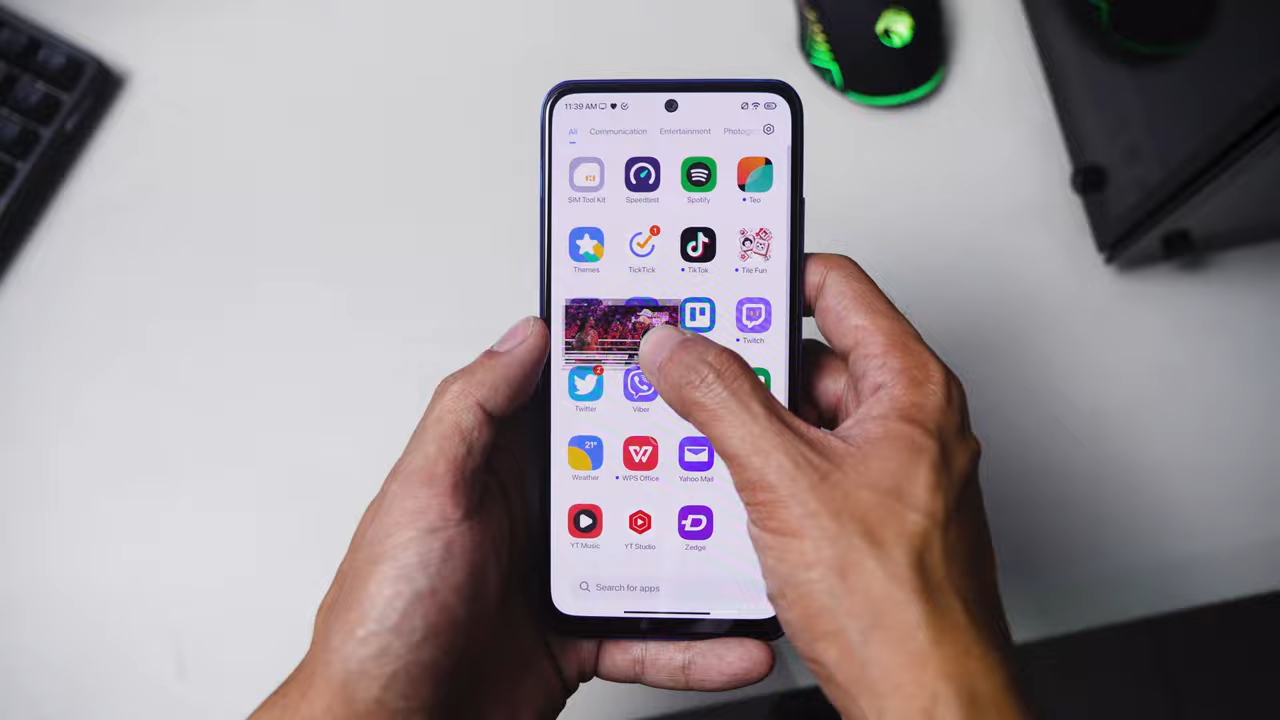 11:39 AM
All Communication Entertainment Photog
SIM Tool Kit Speedtest Spotify Teo
1
Themes TickTick TikTok Tile Fun
Twitch
2
Twitter Viber
21°
Weather WPS Office Yahoo Mail
YT Music YT Studio Zedge
Search for apps